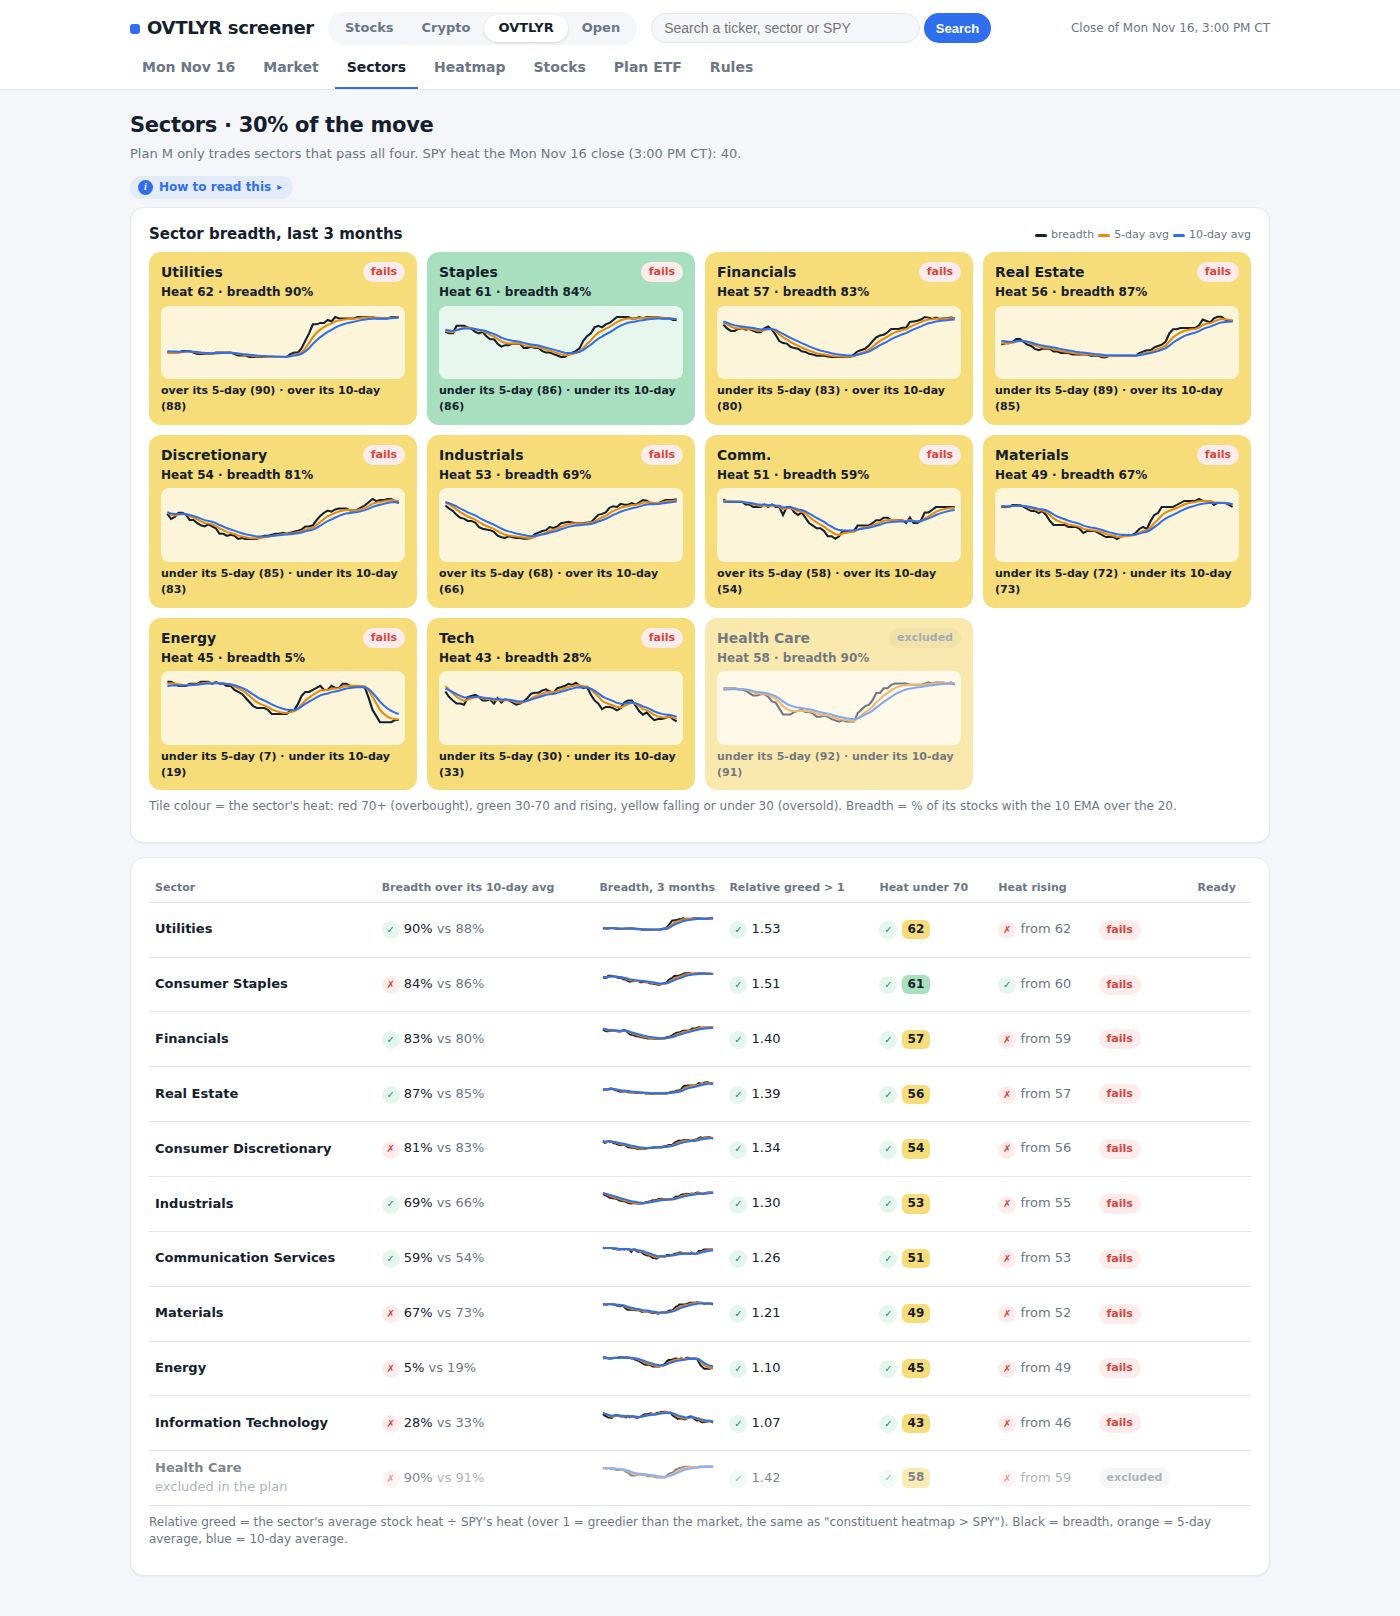 OVTLYR screener
Stocks Crypto OVTLYR Open
Search a ticker, sector or SPY
Search
Close of Mon Nov 16, 3:00 PM CT
Mon Nov 16 Market Sectors Heatmap Stocks Plan ETF Rules
Sectors · 30% of the move
Plan M only trades sectors that pass all four. SPY heat the Mon Nov 16 close (3:00 PM CT): 40.
i How to read this ▸
Sector breadth, last 3 months
breadth 5-day avg 10-day avg
Utilities fails
Heat 62 · breadth 90%
over its 5-day (90) · over its 10-day
(88)
Staples fails
Heat 61 · breadth 84%
under its 5-day (86) · under its 10-day
(86)
Financials fails
Heat 57 · breadth 83%
under its 5-day (83) · over its 10-day
(80)
Real Estate fails
Heat 56 · breadth 87%
under its 5-day (89) · over its 10-day
(85)
Discretionary fails
Heat 54 · breadth 81%
under its 5-day (85) · under its 10-day
(83)
Industrials fails
Heat 53 · breadth 69%
over its 5-day (68) · over its 10-day
(66)
Comm. fails
Heat 51 · breadth 59%
over its 5-day (58) · over its 10-day
(54)
Materials fails
Heat 49 · breadth 67%
under its 5-day (72) · under its 10-day
(73)
Energy fails
Heat 45 · breadth 5%
under its 5-day (7) · under its 10-day
(19)
Tech fails
Heat 43 · breadth 28%
under its 5-day (30) · under its 10-day
(33)
Health Care excluded
Heat 58 · breadth 90%
under its 5-day (92) · under its 10-day
(91)
Tile colour = the sector's heat: red 70+ (overbought), green 30-70 and rising, yellow falling or under 30 (oversold). Breadth = % of its stocks with the 10 EMA over the 20.
Sector Breadth over its 10-day avg Breadth, 3 months Relative greed > 1 Heat under 70 Heat rising Ready
Utilities ✓ 90% vs 88% ✓ 1.53 ✓ 62 ✗ from 62 fails
Consumer Staples ✗ 84% vs 86% ✓ 1.51 ✓ 61 ✓ from 60 fails
Financials ✓ 83% vs 80% ✓ 1.40 ✓ 57 ✗ from 59 fails
Real Estate ✓ 87% vs 85% ✓ 1.39 ✓ 56 ✗ from 57 fails
Consumer Discretionary ✗ 81% vs 83% ✓ 1.34 ✓ 54 ✗ from 56 fails
Industrials ✓ 69% vs 66% ✓ 1.30 ✓ 53 ✗ from 55 fails
Communication Services ✓ 59% vs 54% ✓ 1.26 ✓ 51 ✗ from 53 fails
Materials ✗ 67% vs 73% ✓ 1.21 ✓ 49 ✗ from 52 fails
Energy ✗ 5% vs 19% ✓ 1.10 ✓ 45 ✗ from 49 fails
Information Technology ✗ 28% vs 33% ✓ 1.07 ✓ 43 ✗ from 46 fails
Health Care
excluded in the plan ✗ 90% vs 91% ✓ 1.42 ✓ 58 ✗ from 59 excluded
Relative greed = the sector's average stock heat ÷ SPY's heat (over 1 = greedier than the market, the same as "constituent heatmap > SPY"). Black = breadth, orange = 5-day
average, blue = 10-day average.